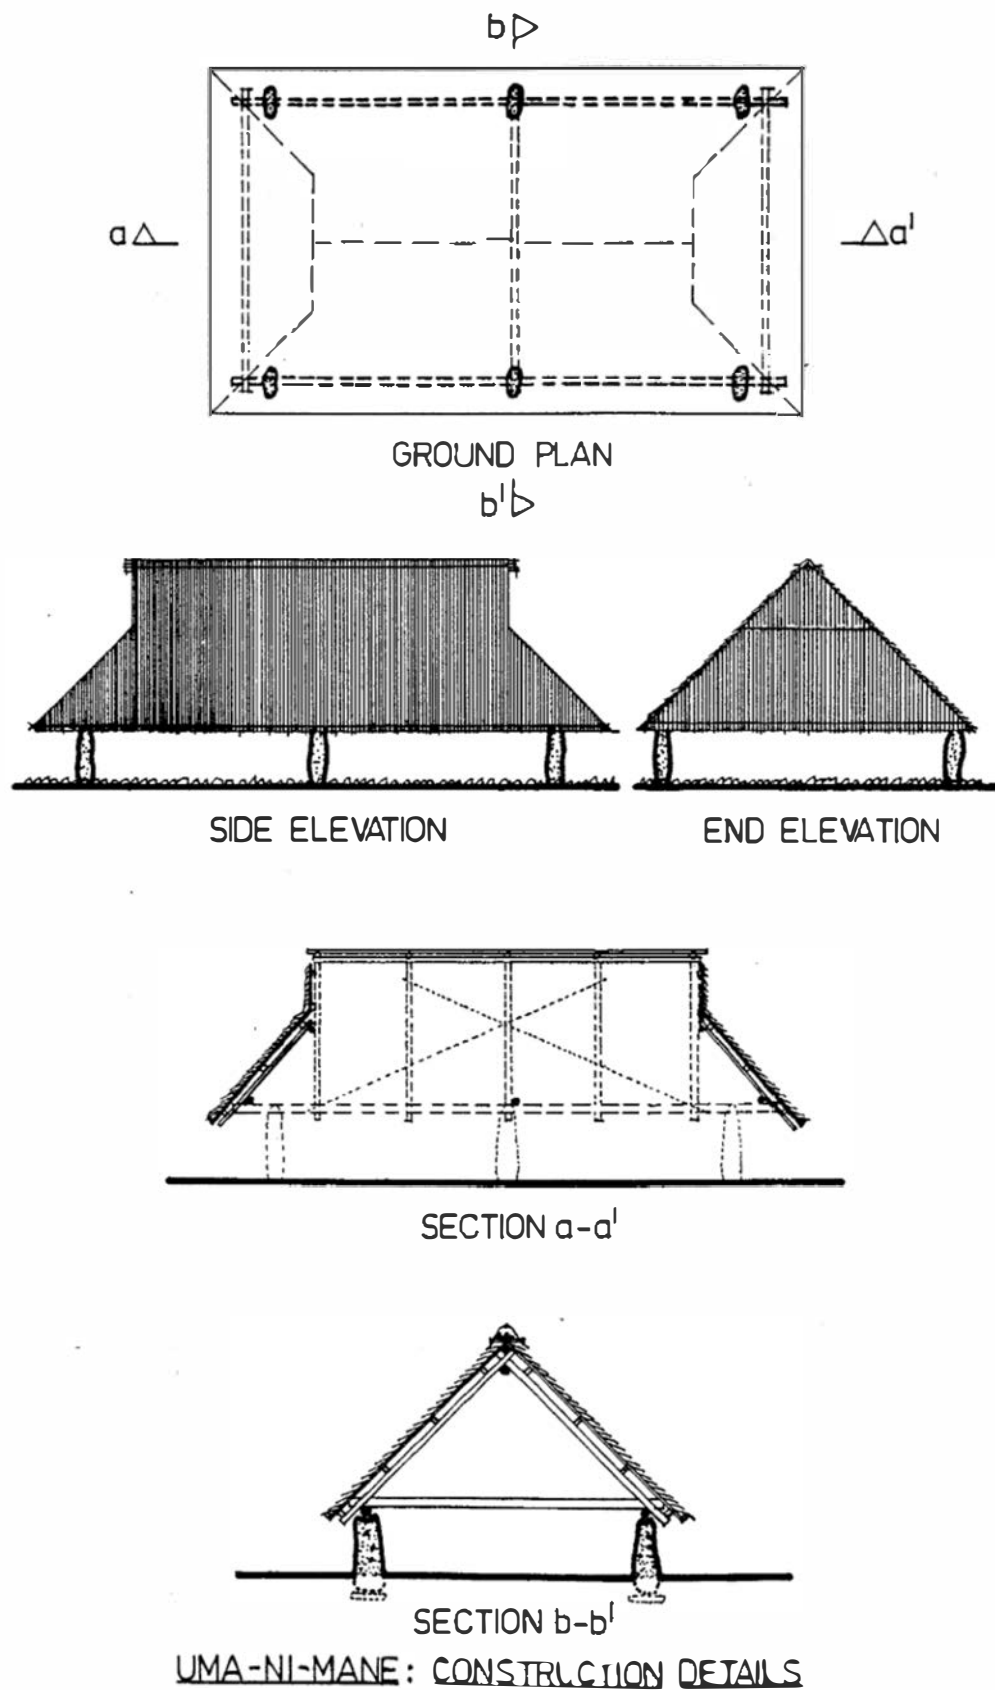 b
a a'
GROUND PLAN
b'
SIDE ELEVATION END ELEVATION
SECTION a-a'
SECTION b-b'
UMA-NI-MANE: CONSTRUCTION DETAILS